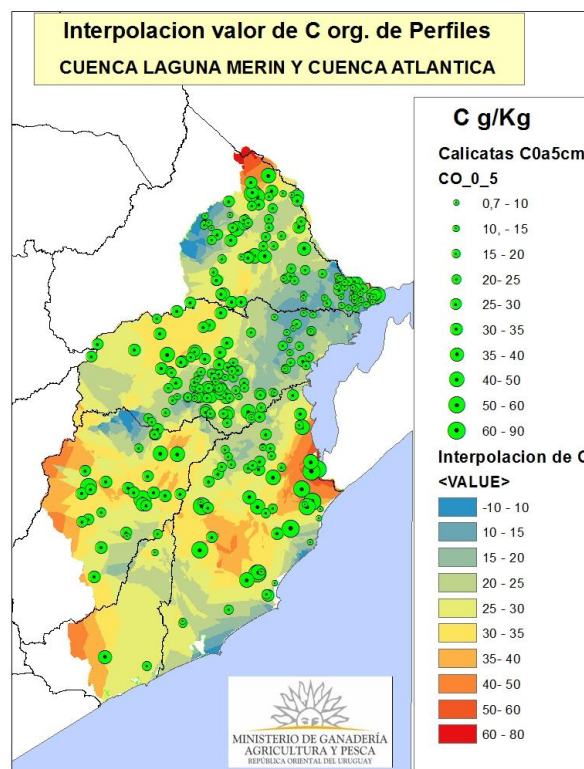 Interpolacion valor de C org. de Perfiles
CUENCA LAGUNA MERIN Y CUENCA ATLANTICA
C g/Kg
Calicatas C0a5cm
CO_0_5
0,7 - 10
10, - 15
15 - 20
20 - 25
25 - 30
30 - 35
35 - 40
40- 50
50 - 60
60 - 90
Interpolacion de C
<VALUE>
-10 - 10
10 - 15
15 - 20
20 - 25
25 - 30
30 - 35
35- 40
40- 50
50- 60
60 - 80
MINISTERIO DE GANADERÍA
AGRICULTURA Y PESCA
REPÚBLICA ORIENTAL DEL URUGUAY